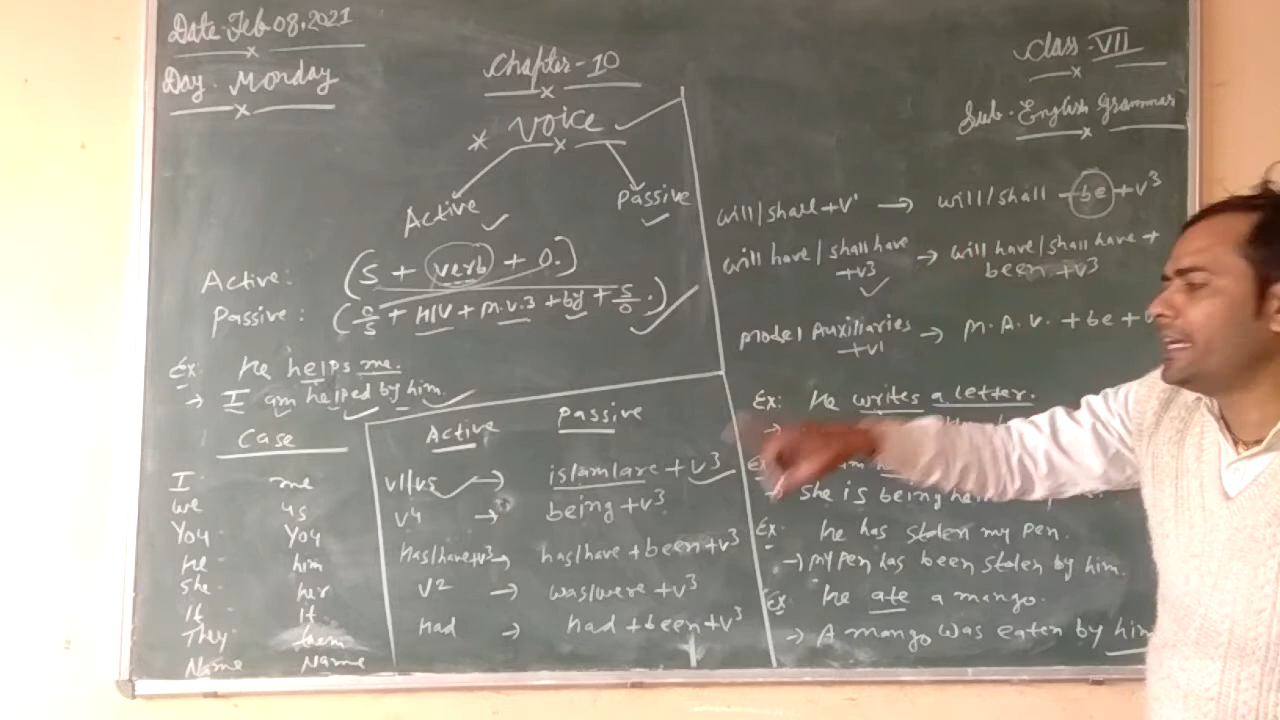 Date: Feb 08, 2021
Day: Monday
Chapter-10
Class: VII
Sub: English Grammar
* Voice
Active
Passive
Active: (S + verb + O.)
Passive: (O/S + H/V + M.V.3 + by + S/O.)
Ex: He helps me.
→ I am helped by him.
Case
I me
we us
You You
He him
She her
It It
They them
Name Name
Active Passive
v1/v5 → is/am/are + v3
v4 → being + v3
Has/have+v3 → has/have + been + v3
v2 → was/were + v3
Had → had + been + v3
will/shall + v1 → will/shall + be + v3
will have/shall have + v3 → will have/shall have + been + v3
Model Auxiliaries + v1 → M.A.V. + be +
Ex: He writes a letter.
Ex:
→ She is being
Ex: He has stolen my pen.
→ My pen has been stolen by him.
Ex: He ate a mango.
→ A mango was eaten by him